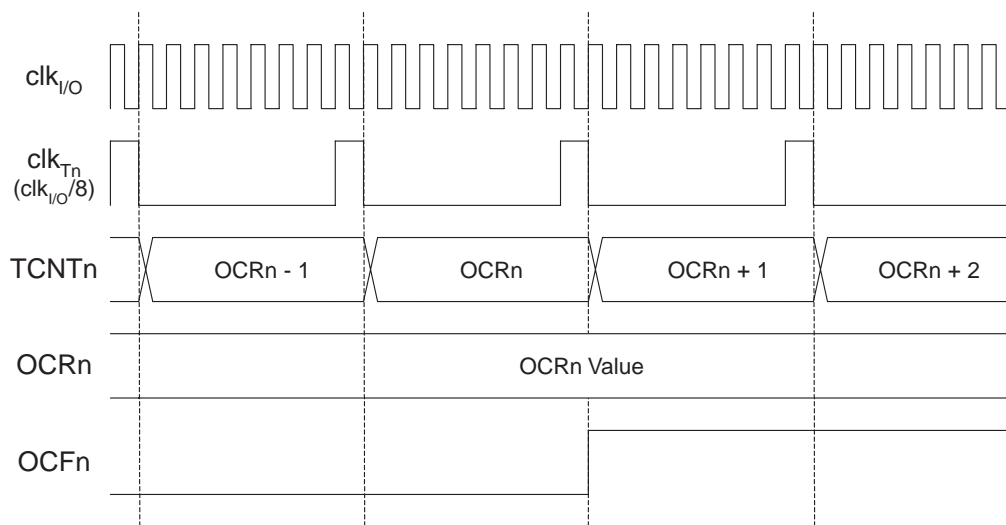 clkI/O
clkTn
(clkI/O/8)
TCNTn
OCRn - 1
OCRn
OCRn + 1
OCRn + 2
OCRn
OCRn Value
OCFn